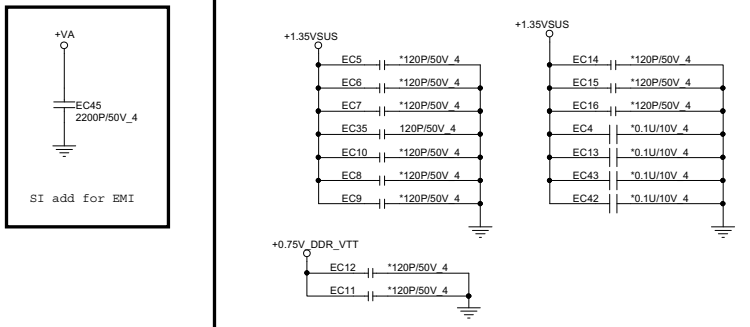 +VA
EC45
2200P/50V_4
SI add for EMI
+1.35VSUS
EC5 *120P/50V_4
EC6 *120P/50V_4
EC7 *120P/50V_4
EC35 120P/50V_4
EC10 *120P/50V_4
EC8 *120P/50V_4
EC9 *120P/50V_4
+1.35VSUS
EC14 *120P/50V_4
EC15 *120P/50V_4
EC16 *120P/50V_4
EC4 *0.1U/10V_4
EC13 *0.1U/10V_4
EC43 *0.1U/10V_4
EC42 *0.1U/10V_4
+0.75V_DDR_VTT
EC12 *120P/50V_4
EC11 *120P/50V_4